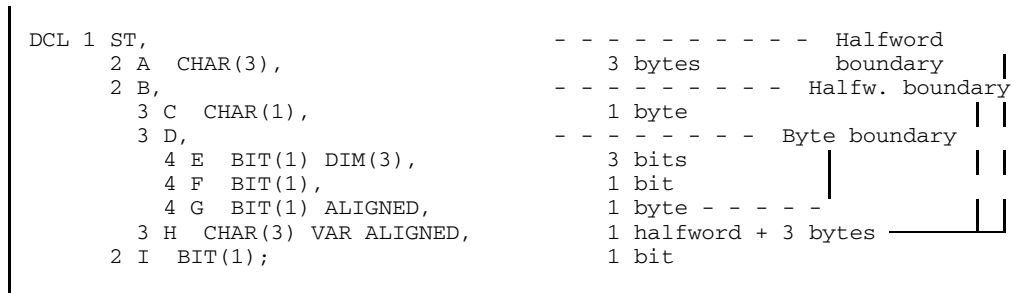 DCL 1 ST, - - - - - - - - - - Halfword
2 A CHAR(3), 3 bytes boundary
2 B, - - - - - - - - - Halfw. boundary
3 C CHAR(1), 1 byte
3 D, - - - - - - - - Byte boundary
4 E BIT(1) DIM(3), 3 bits
4 F BIT(1), 1 bit
4 G BIT(1) ALIGNED, 1 byte - - - - -
3 H CHAR(3) VAR ALIGNED, 1 halfword + 3 bytes
2 I BIT(1); 1 bit